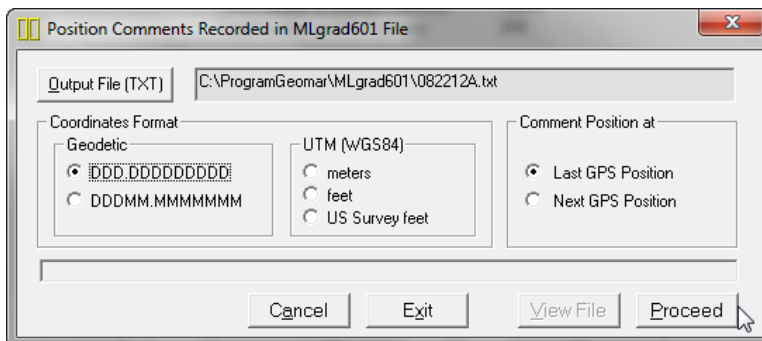 Position Comments Recorded in MLgrad601 File
Output File (TXT)
C:\ProgramGeomar\MLgrad601\082212A.txt
Coordinates Format
Geodetic
DDD.DDDDDDDDD
DDDMM.MMMMMMM
UTM (WGS84)
meters
feet
US Survey feet
Comment Position at
Last GPS Position
Next GPS Position
Cancel
Exit
View File
Proceed